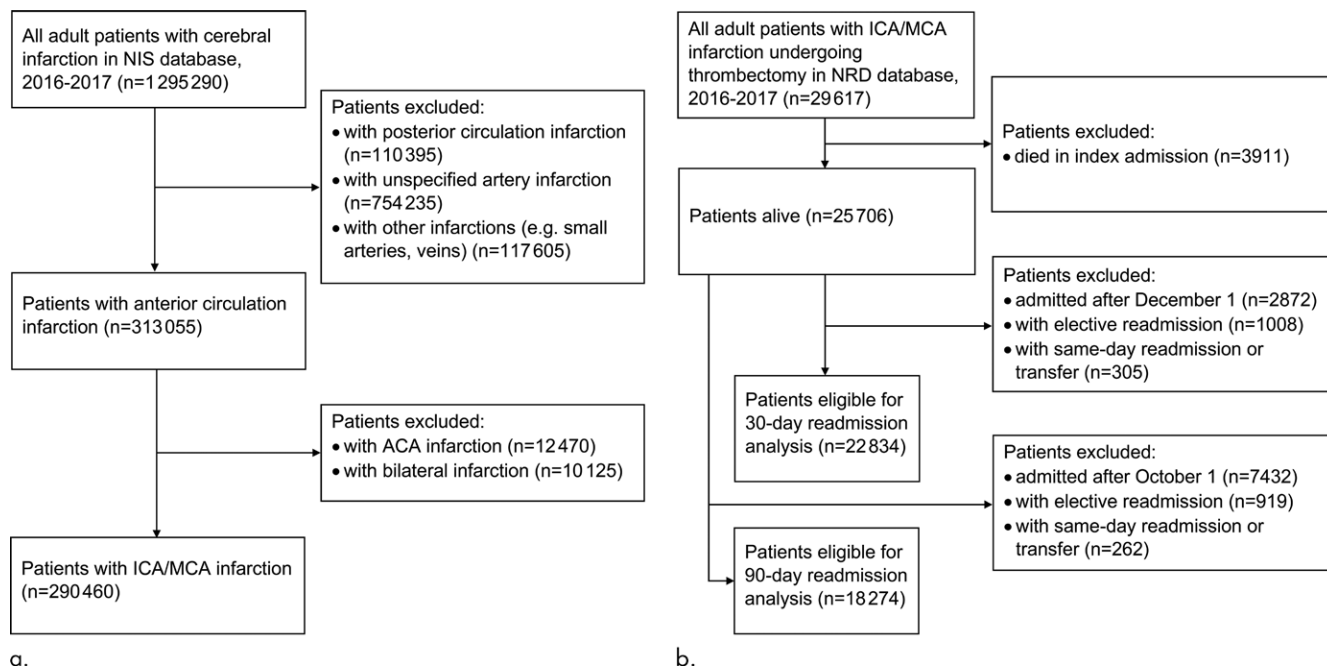 All adult patients with cerebral
infarction in NIS database,
2016-2017 (n=1 295 290)
Patients excluded:
• with posterior circulation infarction
(n=110 395)
• with unspecified artery infarction
(n=754 235)
• with other infarctions (e.g. small
arteries, veins) (n=117 605)
Patients with anterior circulation
infarction (n=313 055)
Patients excluded:
• with ACA infarction (n=12 470)
• with bilateral infarction (n=10 125)
Patients with ICA/MCA infarction
(n=290 460)
a.
All adult patients with ICA/MCA
infarction undergoing
thrombectomy in NRD database,
2016-2017 (n=29 617)
Patients excluded:
• died in index admission (n=3911)
Patients alive (n=25 706)
Patients excluded:
• admitted after December 1 (n=2872)
• with elective readmission (n=1008)
• with same-day readmission or
transfer (n=305)
Patients eligible for
30-day readmission
analysis (n=22 834)
Patients excluded:
• admitted after October 1 (n=7432)
• with elective readmission (n=919)
• with same-day readmission or
transfer (n=262)
Patients eligible for
90-day readmission
analysis (n=18 274)
b.